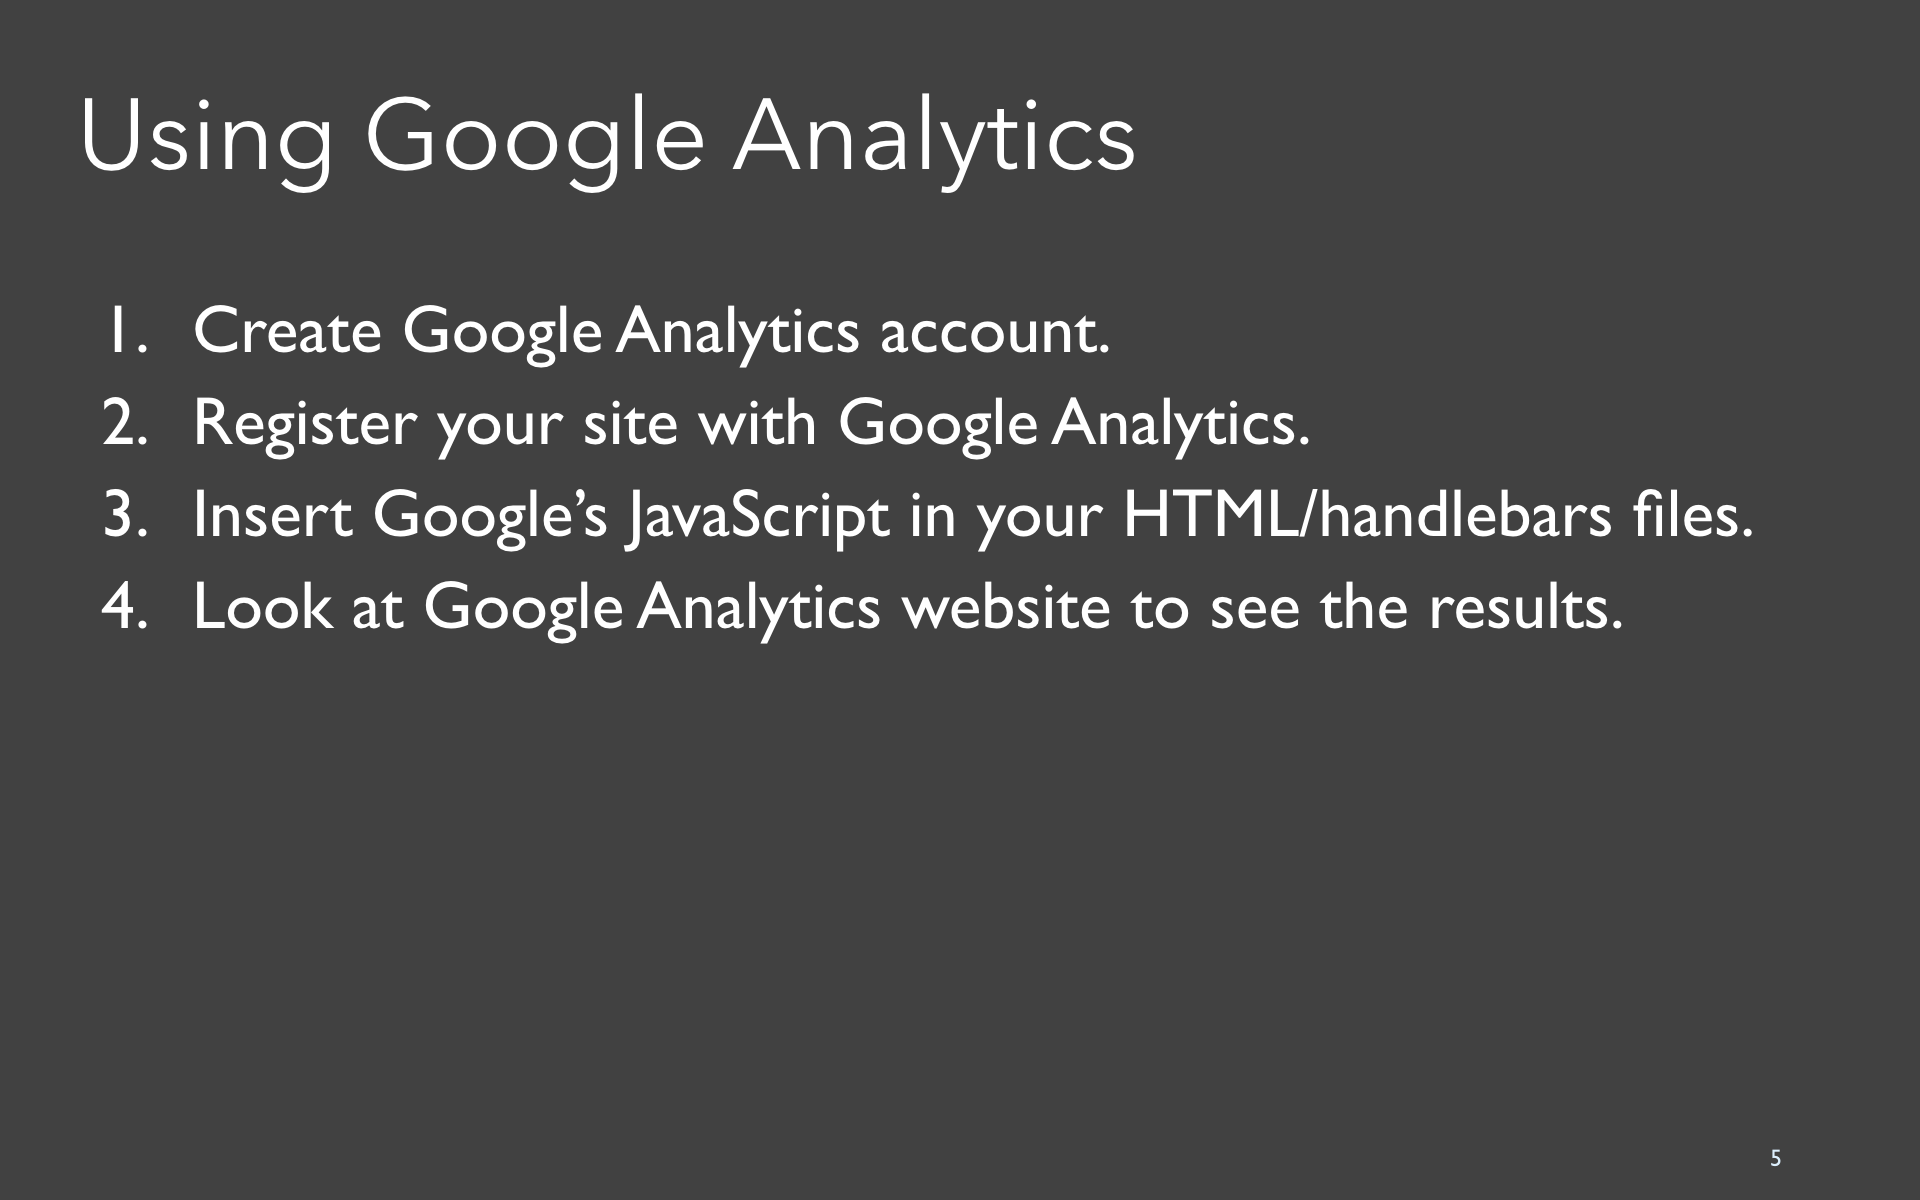 Using Google Analytics
1. Create Google Analytics account.
2. Register your site with Google Analytics.
3. Insert Google’s JavaScript in your HTML/handlebars files.
4. Look at Google Analytics website to see the results.
5